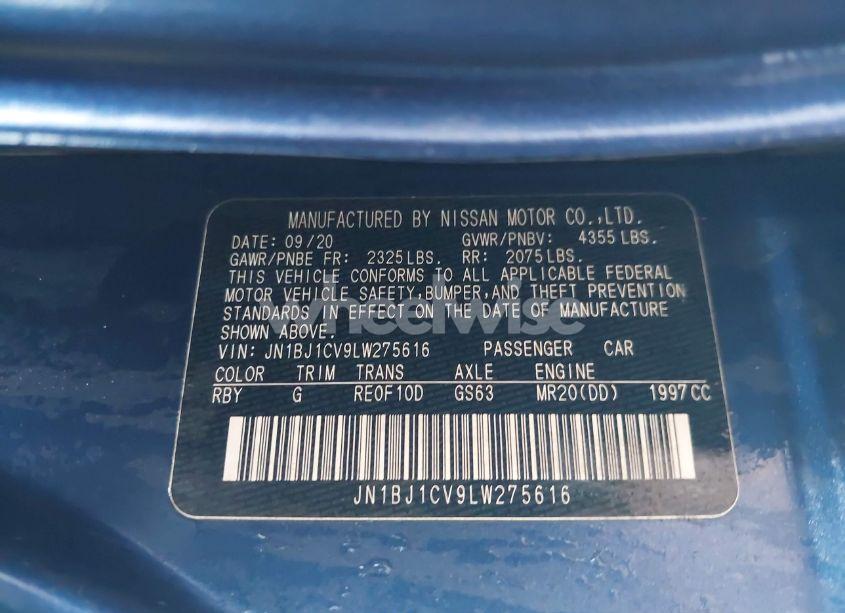 MANUFACTURED BY NISSAN MOTOR CO.,LTD.
DATE: 09/20 GVWR/PNBV: 4355 LBS.
GAWR/PNBE FR: 2325 LBS. RR: 2075 LBS.
THIS VEHICLE CONFORMS TO ALL APPLICABLE FEDERAL
MOTOR VEHICLE SAFETY, BUMPER, AND THEFT PREVENTION
STANDARDS IN EFFECT ON THE DATE OF MANUFACTURE
SHOWN ABOVE.
wheelwise
VIN: JN1BJ1CV9LW275616 PASSENGER CAR
COLOR TRIM TRANS AXLE ENGINE
RBY G RE0F10D GS63 MR20(DD) 1997 CC
JN1BJ1CV9LW275616